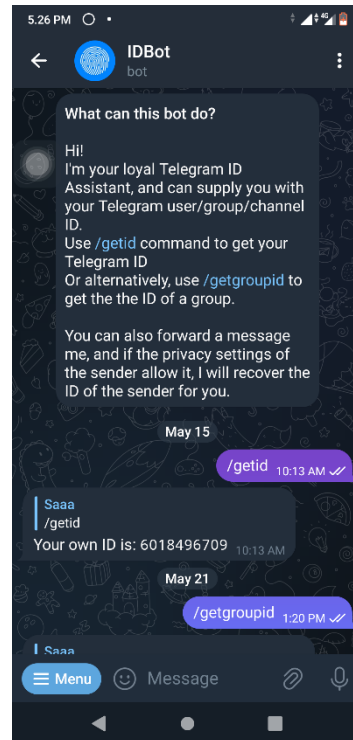 5.26 PM
4G
IDBot
bot
What can this bot do?
Hi!
I'm your loyal Telegram ID
Assistant, and can supply you with
your Telegram user/group/channel
ID.
Use /getid command to get your
Telegram ID
Or alternatively, use /getgroupid to
get the the ID of a group.
You can also forward a message
me, and if the privacy settings of
the sender allow it, I will recover the
ID of the sender for you.
May 15
/getid 10:13 AM
Saaa
/getid
Your own ID is: 6018496709 10:13 AM
May 21
/getgroupid 1:20 PM
Saaa
Menu
Message